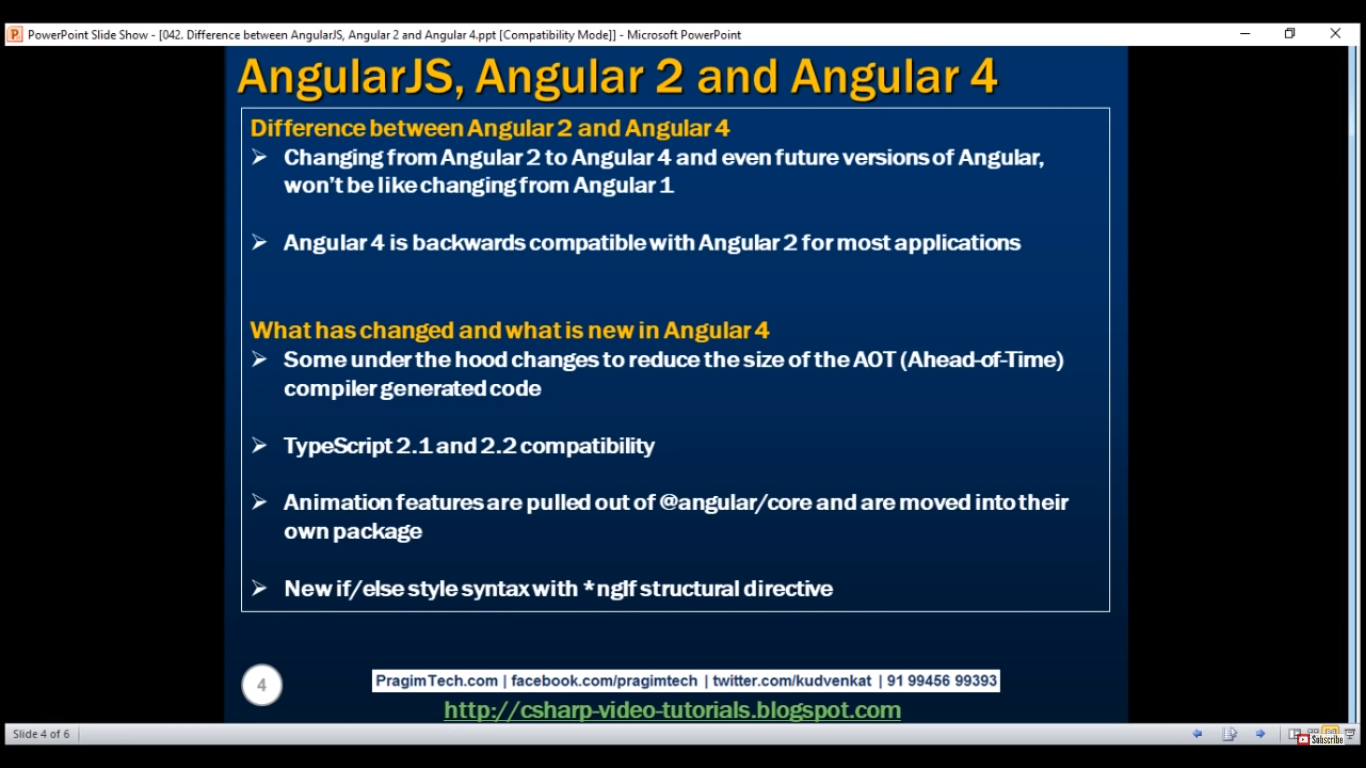 PowerPoint Slide Show - [042. Difference between AngularJS, Angular 2 and Angular 4.ppt [Compatibility Mode]] - Microsoft PowerPoint
AngularJS, Angular 2 and Angular 4
Difference between Angular 2 and Angular 4
Changing from Angular 2 to Angular 4 and even future versions of Angular,
won't be like changing from Angular 1
Angular 4 is backwards compatible with Angular 2 for most applications
What has changed and what is new in Angular 4
Some under the hood changes to reduce the size of the AOT (Ahead-of-Time)
compiler generated code
TypeScript 2.1 and 2.2 compatibility
Animation features are pulled out of @angular/core and are moved into their
own package
New if/else style syntax with *ngIf structural directive
4
PragimTech.com | facebook.com/pragimtech | twitter.com/kudvenkat | 91 99456 99393
http://csharp-video-tutorials.blogspot.com
Slide 4 of 6
Subscribe